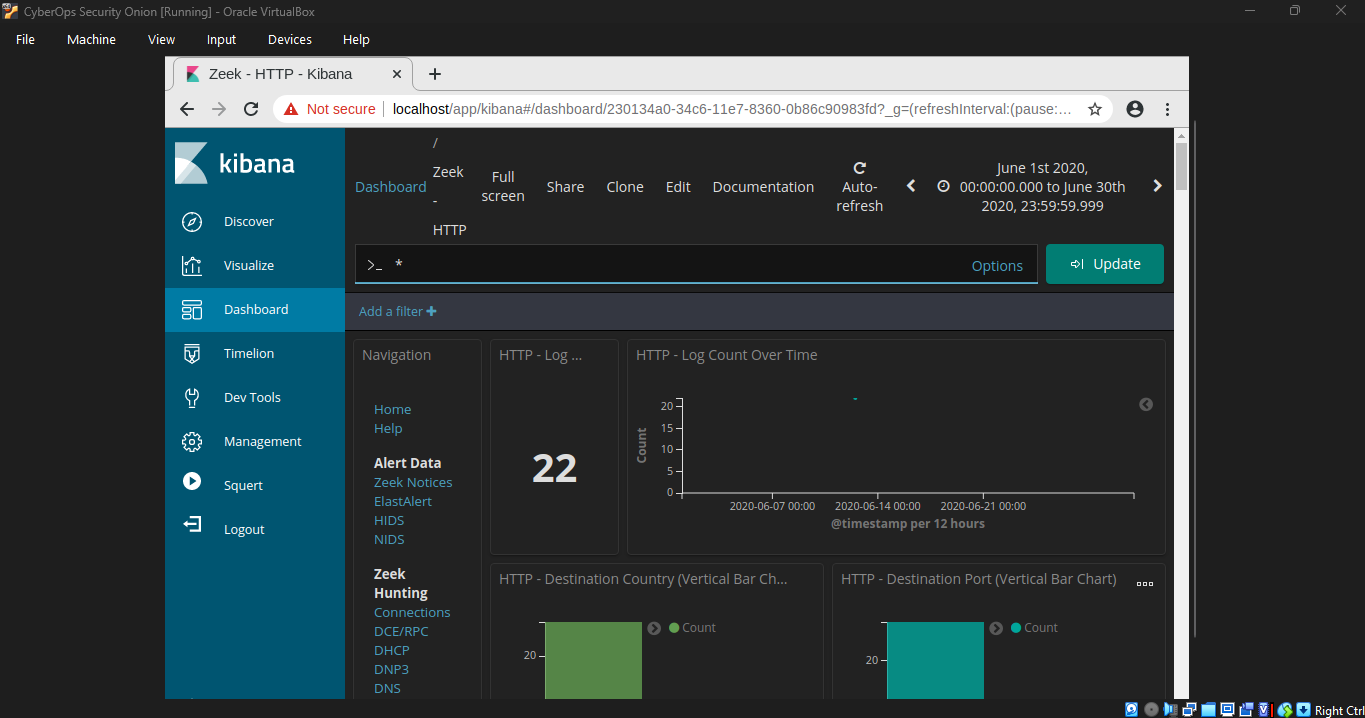 CyberOps Security Onion [Running] - Oracle VirtualBox
File Machine View Input Devices Help
Zeek - HTTP - Kibana
Not secure localhost/app/kibana#/dashboard/230134a0-34c6-11e7-8360-0b86c90983fd?_g=(refreshInterval:(pause:...
kibana
Discover
Visualize
Dashboard
Timelion
Dev Tools
Management
Squert
Logout
Dashboard
/
Zeek
-
HTTP
Full
screen
Share
Clone
Edit
Documentation
Auto-
refresh
June 1st 2020,
00:00:00.000 to June 30th
2020, 23:59:59.999
>_ *
Options
Update
Add a filter +
Navigation
Home
Help
Alert Data
Zeek Notices
ElastAlert
HIDS
NIDS
Zeek
Hunting
Connections
DCE/RPC
DHCP
DNP3
DNS
HTTP - Log ...
22
HTTP - Log Count Over Time
Count
20
15
10
5
0
2020-06-07 00:00 2020-06-14 00:00 2020-06-21 00:00
@timestamp per 12 hours
HTTP - Destination Country (Vertical Bar Ch...
20
Count
HTTP - Destination Port (Vertical Bar Chart)
20
Count
Right Ctrl